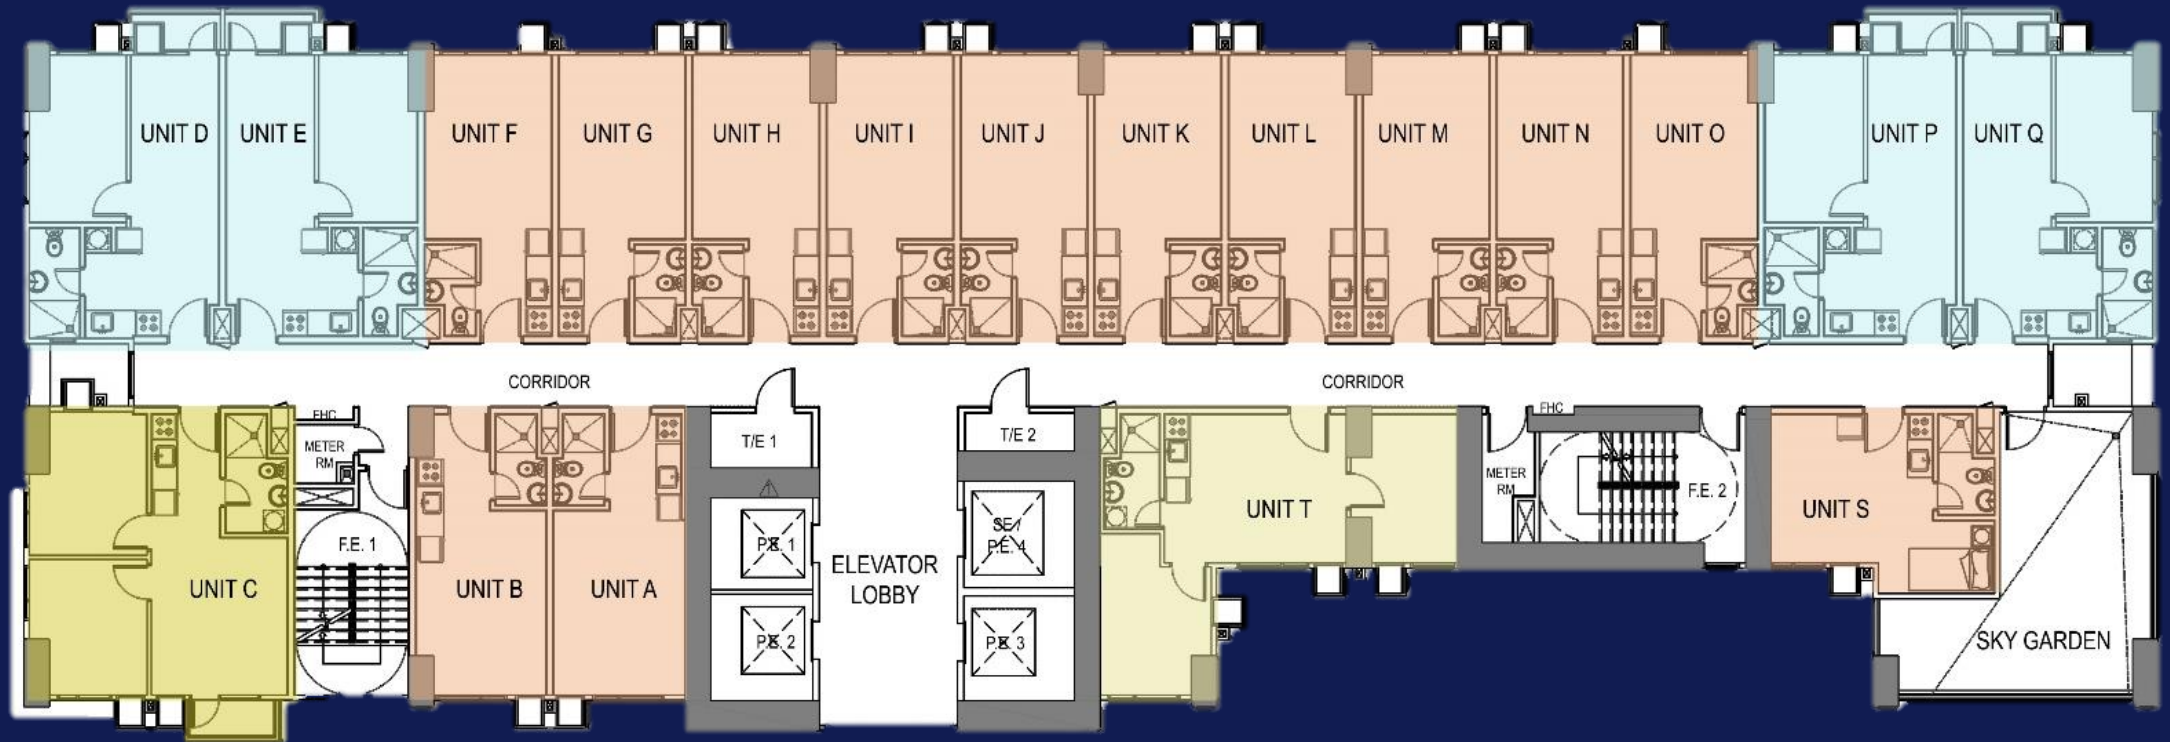 UNIT D
UNIT E
UNIT F
UNIT G
UNIT H
UNIT I
UNIT J
UNIT K
UNIT L
UNIT M
UNIT N
UNIT O
UNIT P
UNIT Q
CORRIDOR
CORRIDOR
FHC
METER
RM
F.E. 1
UNIT C
UNIT B
UNIT A
T/E 1
P.E. 1
P.E. 2
ELEVATOR
LOBBY
T/E 2
SE /
P.E. 4
P.E. 3
UNIT T
FHC
METER
RM
F.E. 2
UNIT S
SKY GARDEN